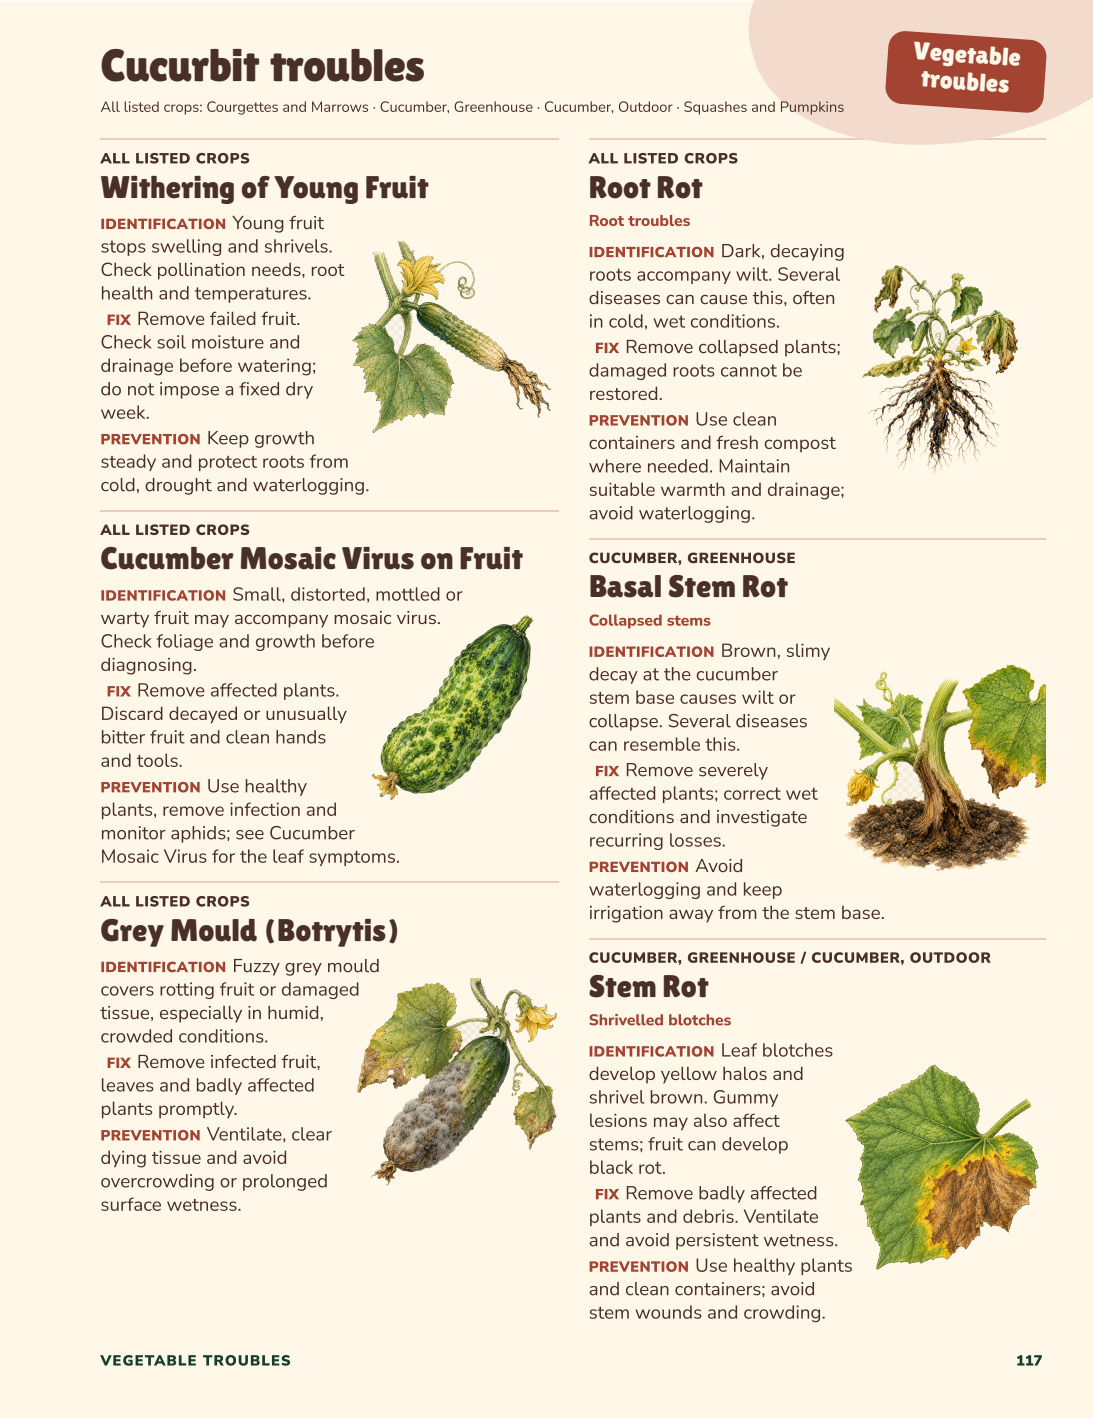 Cucurbit troubles
Vegetable
troubles
All listed crops: Courgettes and Marrows · Cucumber, Greenhouse · Cucumber, Outdoor · Squashes and Pumpkins
ALL LISTED CROPS
Withering of Young Fruit
IDENTIFICATION Young fruit
stops swelling and shrivels.
Check pollination needs, root
health and temperatures.
FIX Remove failed fruit.
Check soil moisture and
drainage before watering;
do not impose a fixed dry
week.
PREVENTION Keep growth
steady and protect roots from
cold, drought and waterlogging.
ALL LISTED CROPS
Cucumber Mosaic Virus on Fruit
IDENTIFICATION Small, distorted, mottled or
warty fruit may accompany mosaic virus.
Check foliage and growth before
diagnosing.
FIX Remove affected plants.
Discard decayed or unusually
bitter fruit and clean hands
and tools.
PREVENTION Use healthy
plants, remove infection and
monitor aphids; see Cucumber
Mosaic Virus for the leaf symptoms.
ALL LISTED CROPS
Grey Mould (Botrytis)
IDENTIFICATION Fuzzy grey mould
covers rotting fruit or damaged
tissue, especially in humid,
crowded conditions.
FIX Remove infected fruit,
leaves and badly affected
plants promptly.
PREVENTION Ventilate, clear
dying tissue and avoid
overcrowding or prolonged
surface wetness.
ALL LISTED CROPS
Root Rot
Root troubles
IDENTIFICATION Dark, decaying
roots accompany wilt. Several
diseases can cause this, often
in cold, wet conditions.
FIX Remove collapsed plants;
damaged roots cannot be
restored.
PREVENTION Use clean
containers and fresh compost
where needed. Maintain
suitable warmth and drainage;
avoid waterlogging.
CUCUMBER, GREENHOUSE
Basal Stem Rot
Collapsed stems
IDENTIFICATION Brown, slimy
decay at the cucumber
stem base causes wilt or
collapse. Several diseases
can resemble this.
FIX Remove severely
affected plants; correct wet
conditions and investigate
recurring losses.
PREVENTION Avoid
waterlogging and keep
irrigation away from the stem base.
CUCUMBER, GREENHOUSE / CUCUMBER, OUTDOOR
Stem Rot
Shrivelled blotches
IDENTIFICATION Leaf blotches
develop yellow halos and
shrivel brown. Gummy
lesions may also affect
stems; fruit can develop
black rot.
FIX Remove badly affected
plants and debris. Ventilate
and avoid persistent wetness.
PREVENTION Use healthy plants
and clean containers; avoid
stem wounds and crowding.
VEGETABLE TROUBLES
117